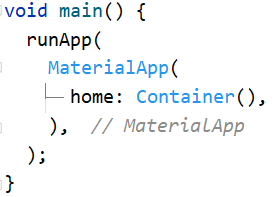 void main() {
  runApp(
    MaterialApp(
      home: Container(),
    ),  // MaterialApp
  );
}